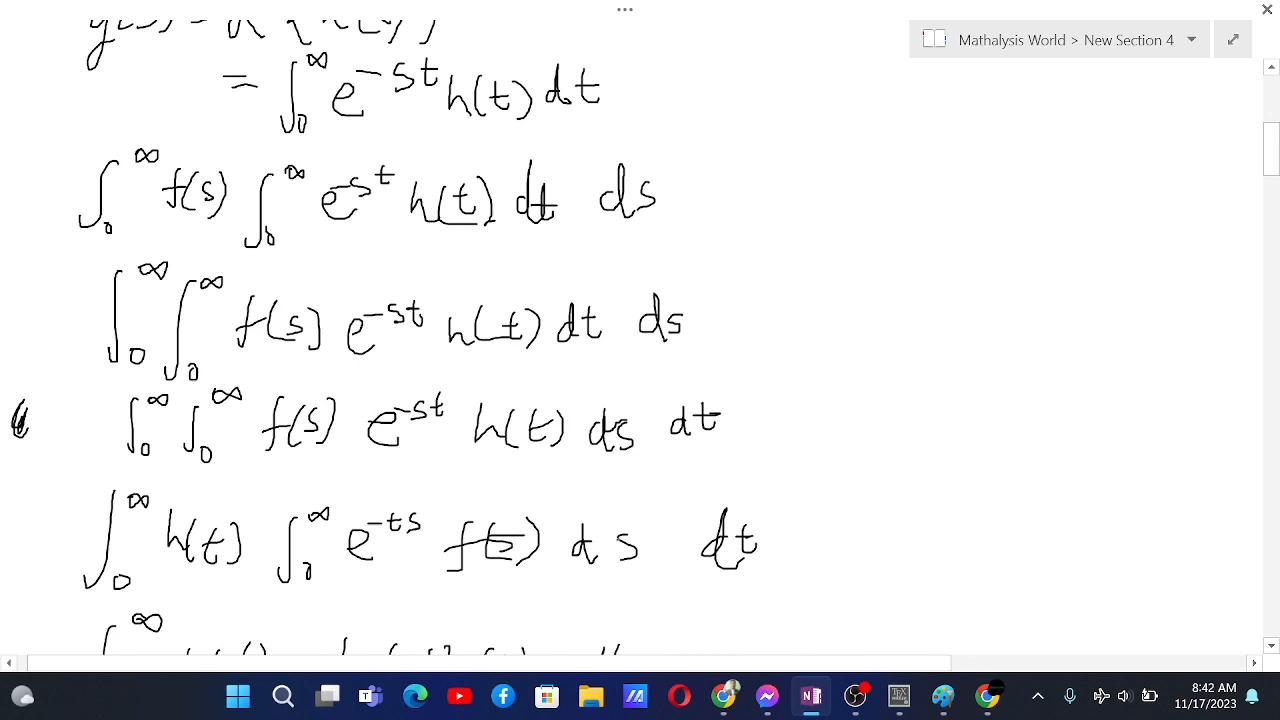 Mathalysis World > New Section 4
= ∫₀^∞ e^-st h(t) dt
∫₀^∞ f(s) ∫₀^∞ e^-st h(t) dt ds
∫₀^∞ ∫₀^∞ f(s) e^-st h(t) dt ds
∫₀^∞ ∫₀^∞ f(s) e^-st h(t) ds dt
∫₀^∞ h(t) ∫₀^∞ e^-ts f(s) ds dt
8:42 AM
11/17/2023